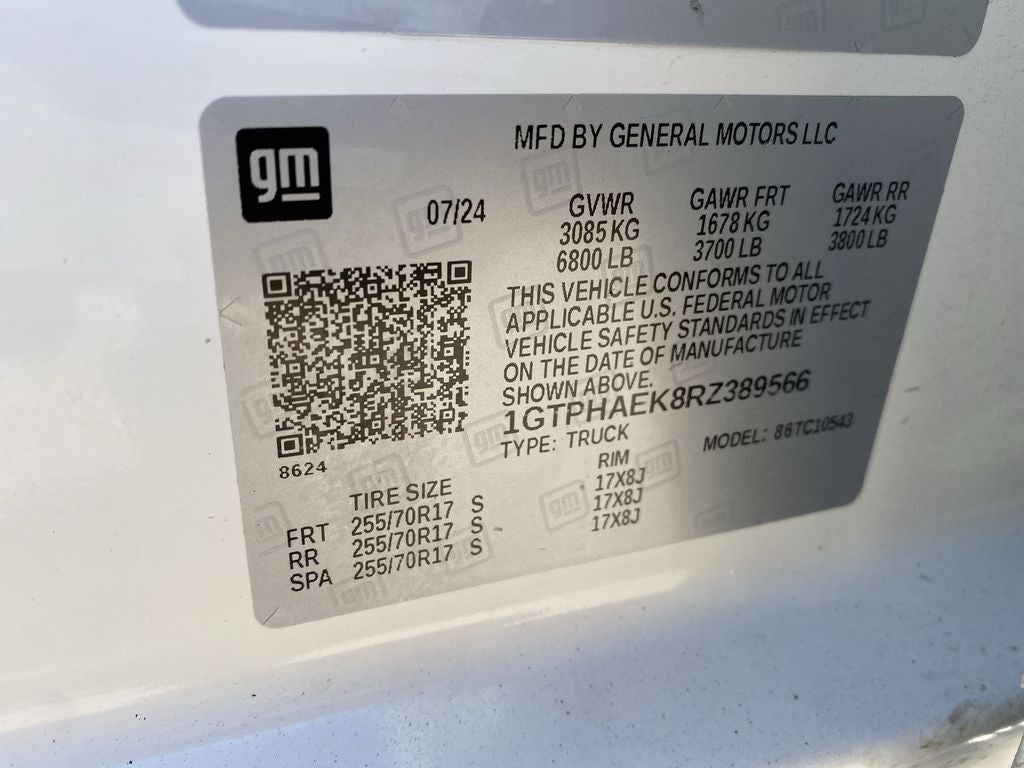 gm
MFD BY GENERAL MOTORS LLC
07/24
GVWR GAWR FRT GAWR RR
3085 KG 1678 KG 1724 KG
6800 LB 3700 LB 3800 LB
THIS VEHICLE CONFORMS TO ALL
APPLICABLE U.S. FEDERAL MOTOR
VEHICLE SAFETY STANDARDS IN EFFECT
ON THE DATE OF MANUFACTURE
SHOWN ABOVE.
1GTPHAEK8RZ389566
TYPE: TRUCK MODEL: 86TC10543
8624
TIRE SIZE RIM
FRT 255/70R17 S 17X8J
RR 255/70R17 S 17X8J
SPA 255/70R17 S 17X8J